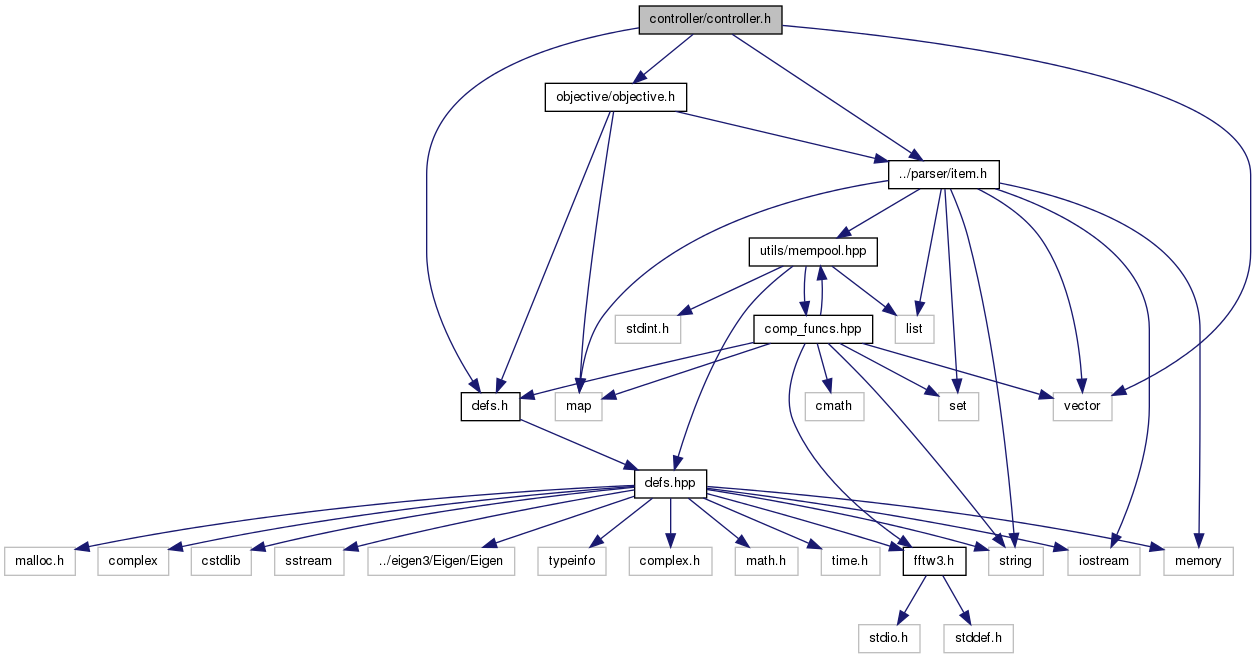 controller/controller.h
objective/objective.h
../parser/item.h
utils/mempool.hpp
stdint.h
comp_funcs.hpp
list
defs.h
map
cmath
set
vector
defs.hpp
malloc.h
complex
cstdlib
sstream
../eigen3/Eigen/Eigen
typeinfo
complex.h
math.h
time.h
fftw3.h
string
iostream
memory
stdio.h
stddef.h